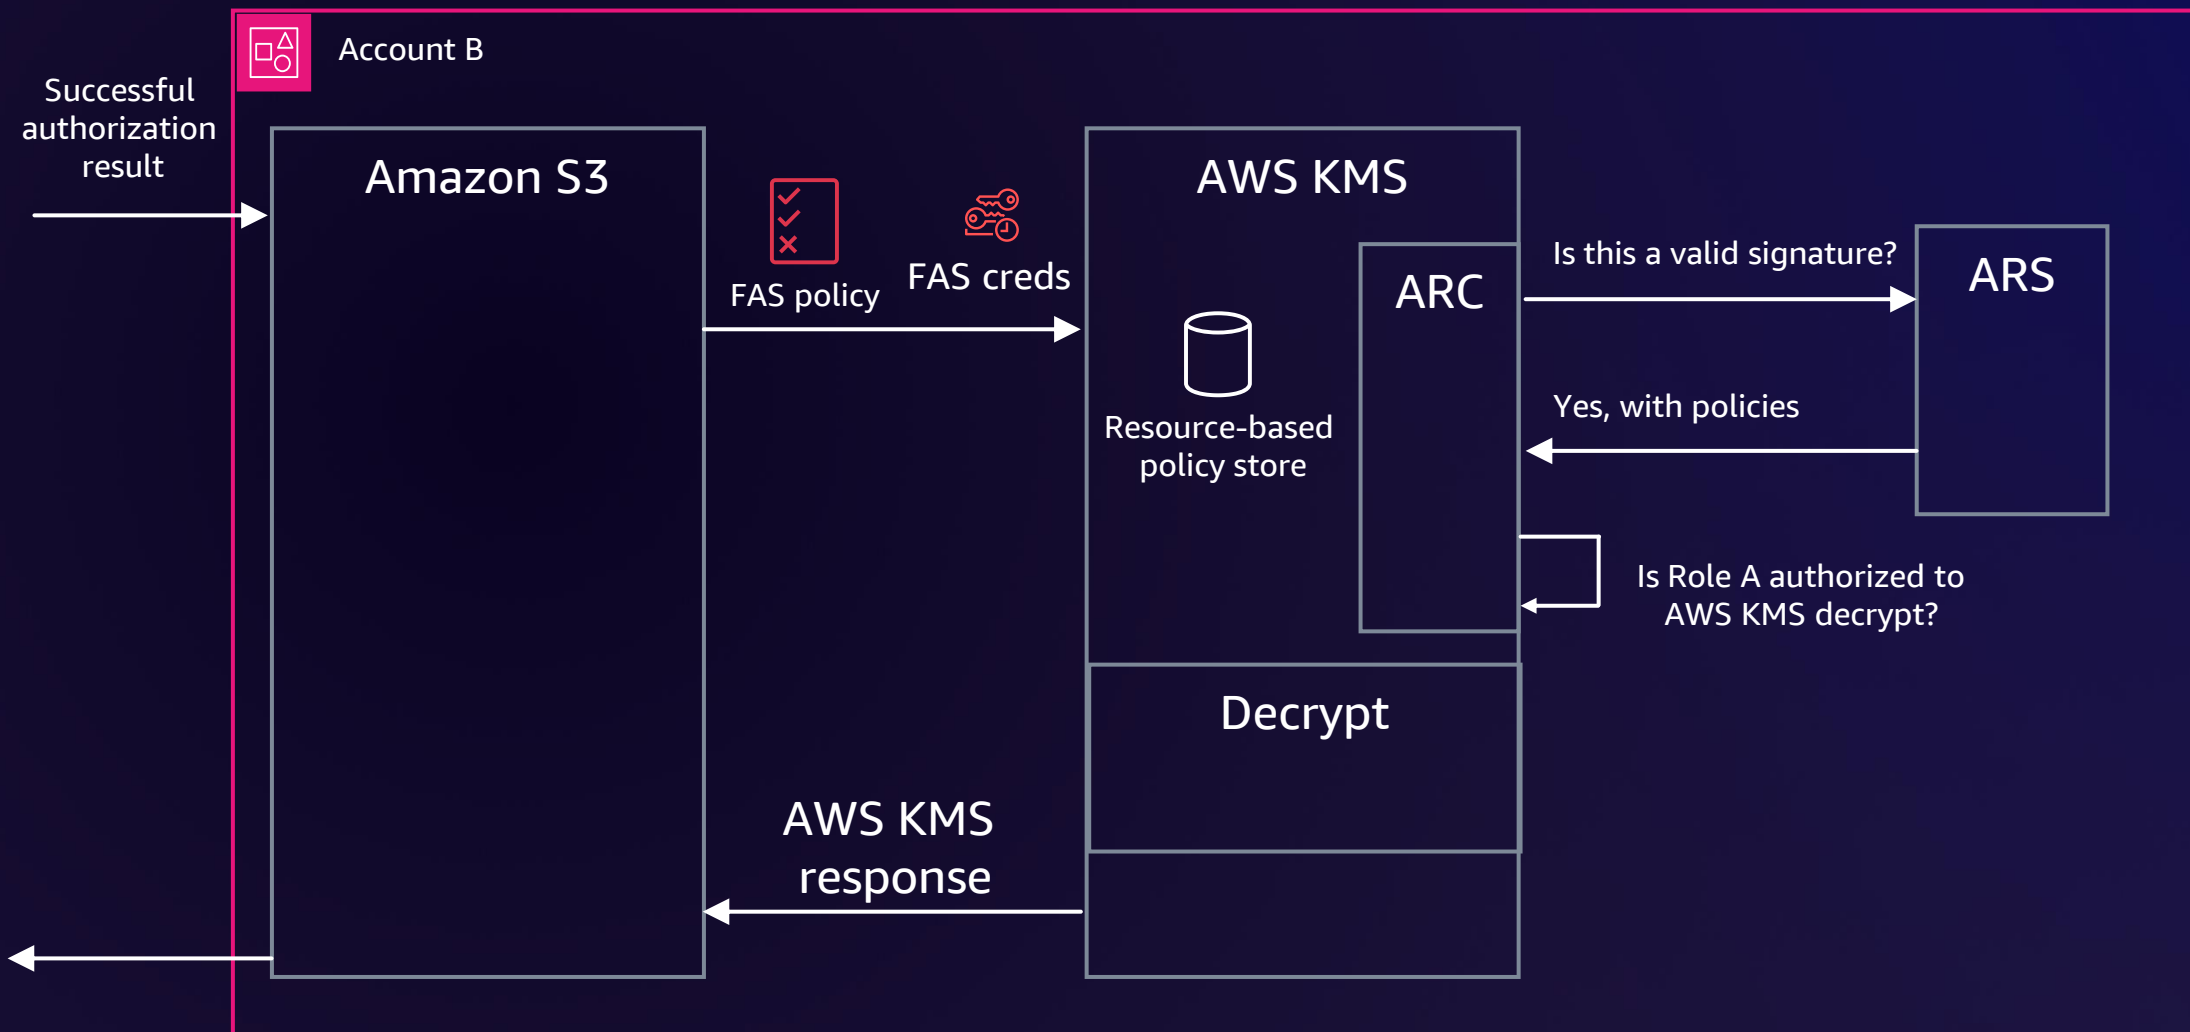 Account B
Successful
authorization
result
Amazon S3
FAS policy
FAS creds
AWS KMS
ARC
Resource-based
policy store
Is this a valid signature?
ARS
Yes, with policies
Is Role A authorized to
AWS KMS decrypt?
Decrypt
AWS KMS
response